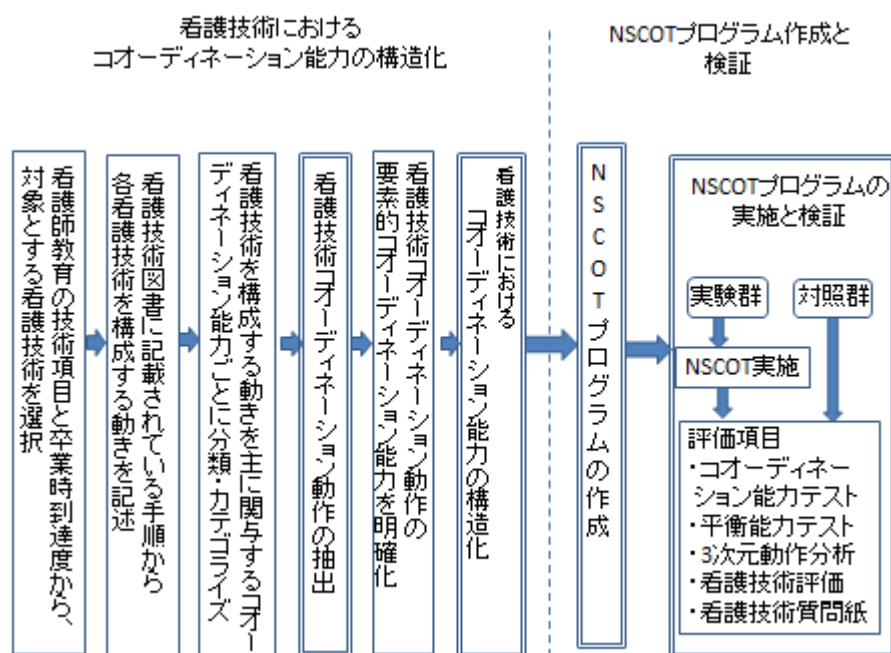 看護技術における
コオーディネーション能力の構造化
NSCOTプログラム作成と
検証
看護師教育の技術項目と卒業時到達度から、
対象とする看護技術を選択
看護技術図書に記載されている手順から
各看護技術を構成する動きを記述
看護技術を構成する動きを主に関与するコオー
ディネーション能力ごとに分類・カテゴライズ
看護技術コオーディネーション動作の抽出
看護技術コオーディネーション動作の
要素的コオーディネーション能力を明確化
看護技術における
コオーディネーション能力の構造化
NSCOTプログラムの作成
NSCOTプログラムの
実施と検証
実験群
対照群
NSCOT実施
評価項目
・コオーディネー
ション能力テスト
・平衡能力テスト
・3次元動作分析
・看護技術評価
・看護技術質問紙